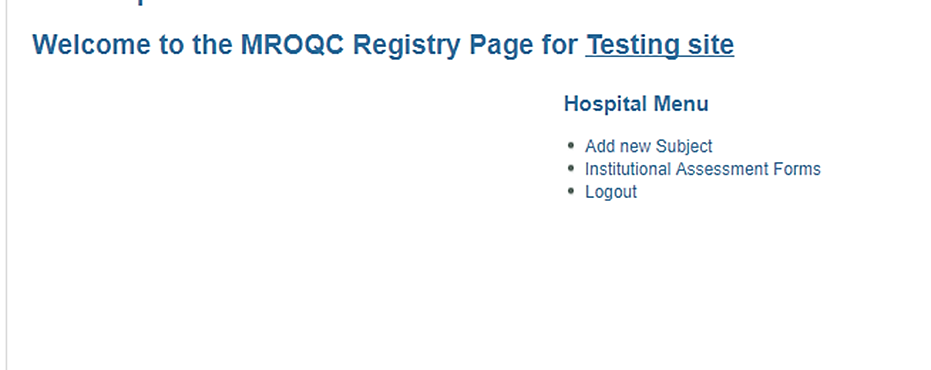 Welcome to the MROQC Registry Page for Testing site
Hospital Menu
Add new Subject
Institutional Assessment Forms
Logout